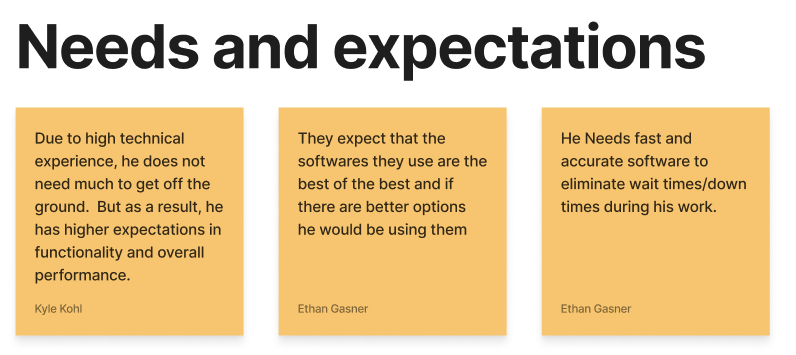 Needs and expectations
Due to high technical
experience, he does not
need much to get off the
ground.  But as a result, he
has higher expectations in
functionality and overall
performance.
Kyle Kohl
They expect that the
softwares they use are the
best of the best and if
there are better options
he would be using them
Ethan Gasner
He Needs fast and
accurate software to
eliminate wait times/down
times during his work.
Ethan Gasner